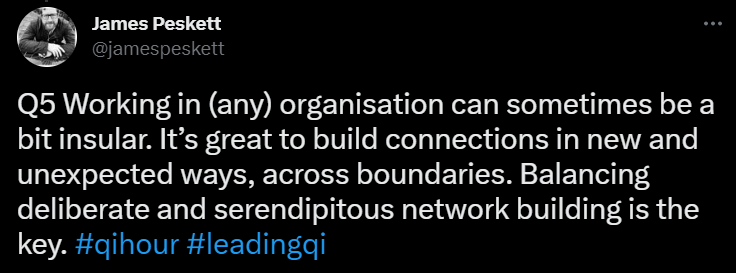 James Peskett
@jamespeskett
Q5 Working in (any) organisation can sometimes be a
bit insular. It’s great to build connections in new and
unexpected ways, across boundaries. Balancing
deliberate and serendipitous network building is the
key. #qihour #leadingqi